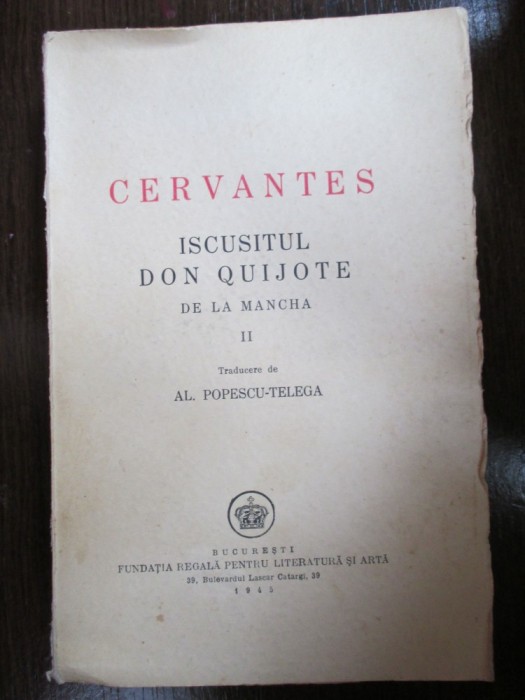 CERVANTES
ISCUSITUL
DON QUIJOTE
DE LA MANCHA
II
Traducere de
AL. POPESCU-TELEGA
BUCUREȘTI
FUNDAȚIA REGALĂ PENTRU LITERATURĂ ȘI ARTĂ
39, Bulevardul Lascar Catargi, 39
1945